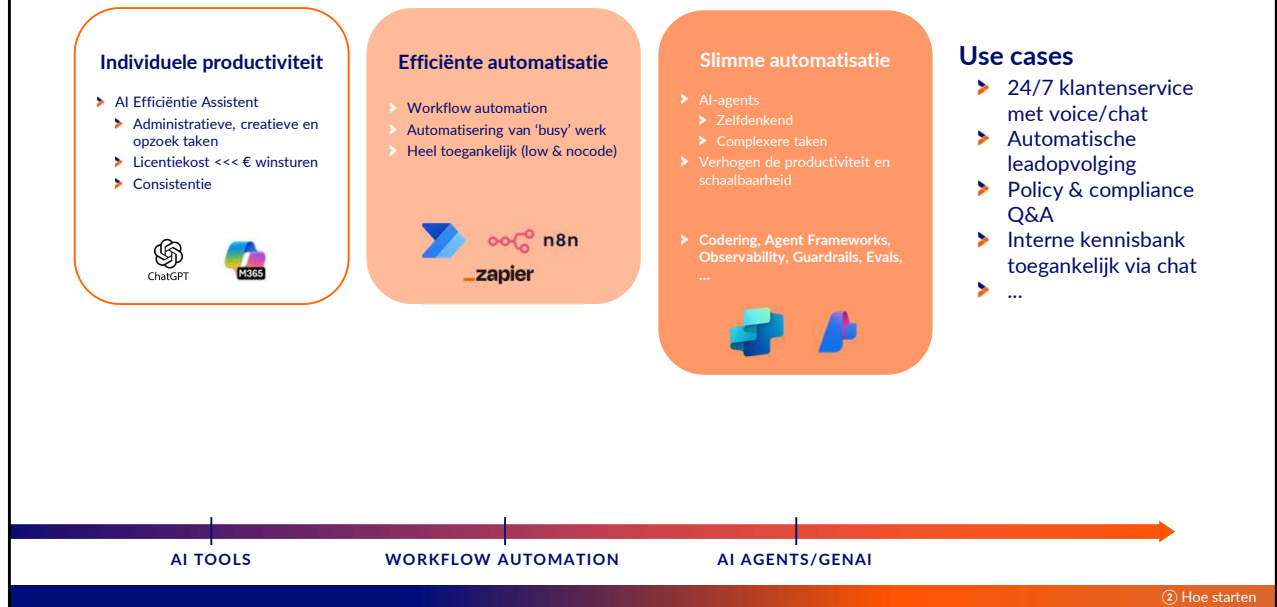 Individuele productiviteit
AI Efficiëntie Assistent
Administratieve, creatieve en
opzoek taken
Licentiekost <<< € winsturen
Consistentie
ChatGPT
M365
Efficiënte automatisatie
Workflow automation
Automatisering van ‘busy’ werk
Heel toegankelijk (low & nocode)
n8n
_zapier
Slimme automatisatie
AI-agents
Zelfdenkend
Complexere taken
Verhogen de productiviteit en
schaalbaarheid
Codering, Agent Frameworks,
Observability, Guardrails, Evals,
...
Use cases
24/7 klantenservice
met voice/chat
Automatische
leadopvolging
Policy & compliance
Q&A
Interne kennisbank
toegankelijk via chat
...
AI TOOLS
WORKFLOW AUTOMATION
AI AGENTS/GENAI
② Hoe starten